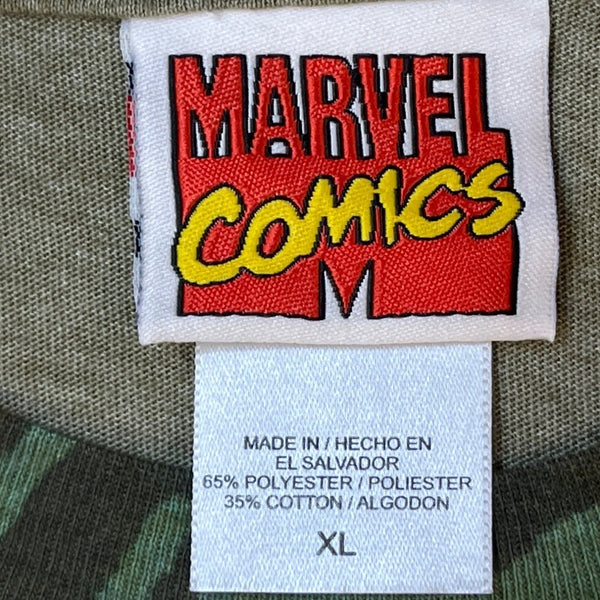 MARVEL
COMICS
M
MADE IN / HECHO EN
EL SALVADOR
65% POLYESTER / POLIESTER
35% COTTON / ALGODON
XL